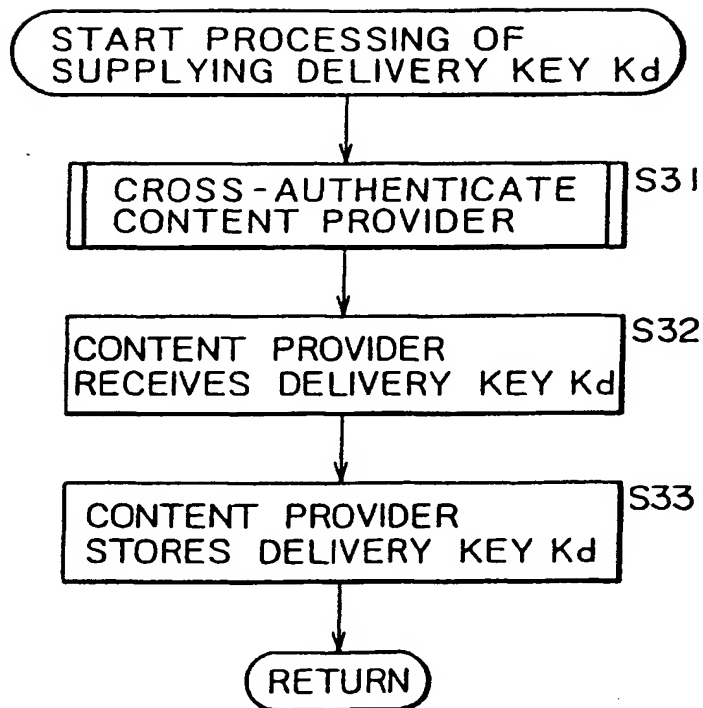 START PROCESSING OF
SUPPLYING DELIVERY KEY Kd
CROSS-AUTHENTICATE
CONTENT PROVIDER
S31
CONTENT PROVIDER
RECEIVES DELIVERY KEY Kd
S32
CONTENT PROVIDER
STORES DELIVERY KEY Kd
S33
RETURN